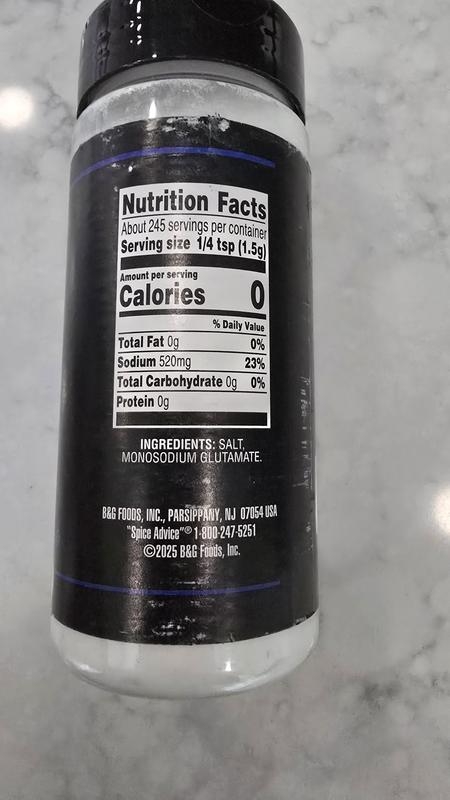 Nutrition Facts
About 245 servings per container
Serving size 1/4 tsp (1.5g)
Amount per serving
Calories 0
% Daily Value
Total Fat 0g 0%
Sodium 520mg 23%
Total Carbohydrate 0g 0%
Protein 0g
INGREDIENTS: SALT,
MONOSODIUM GLUTAMATE.
B&G FOODS, INC., PARSIPPANY, NJ 07054 USA
"Spice Advice"® 1-800-247-5251
©2025 B&G Foods, Inc.